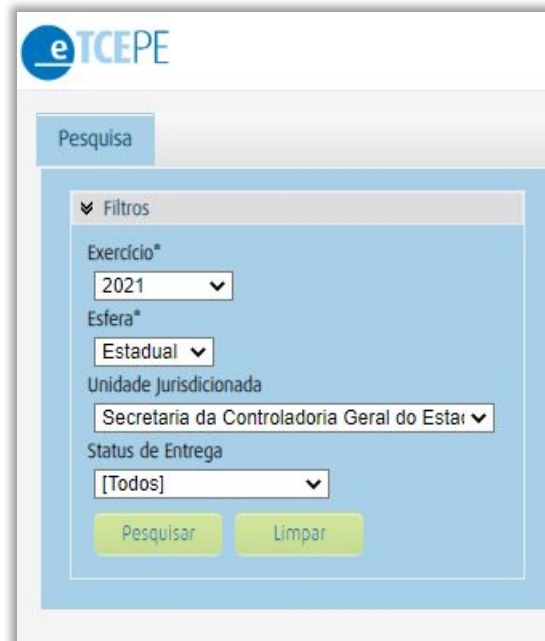 eTCEPE
Pesquisa
Filtros
Exercício*
2021
Esfera*
Estadual
Unidade Jurisdicionada
Secretaria da Controladoria Geral do
Status de Entrega
[Todos]
Pesquisar Limpar